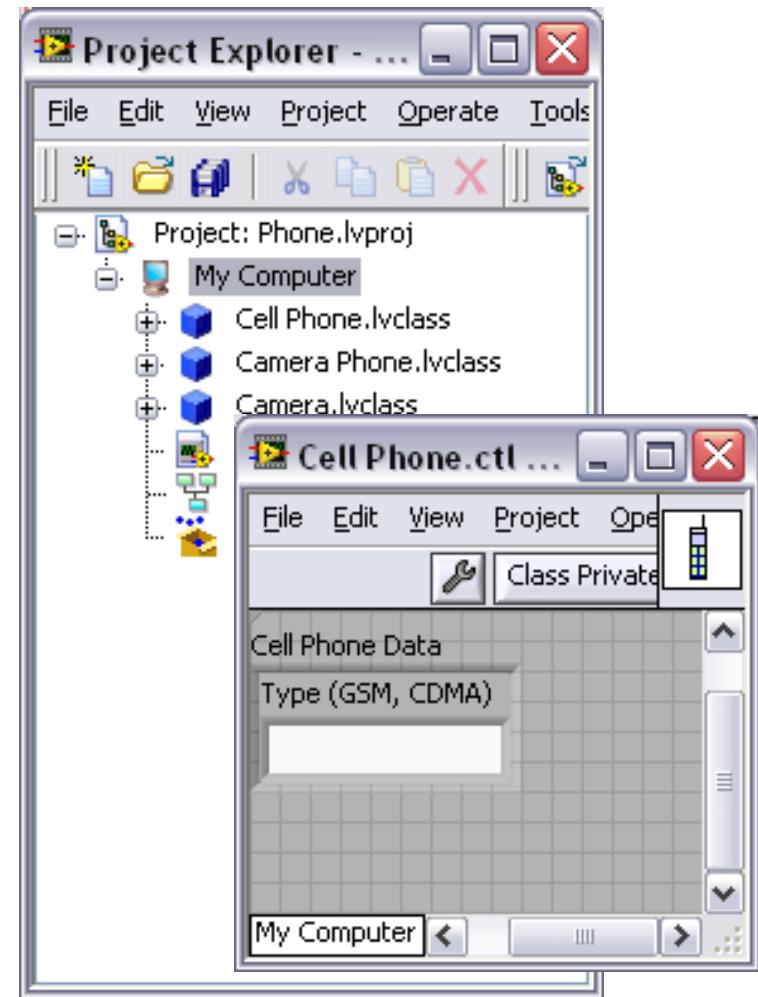 Project Explorer - ...
File Edit View Project Operate Tools
Project: Phone.lvproj
My Computer
Cell Phone.lvclass
Camera Phone.lvclass
Camera.lvclass
Cell Phone.ctl ...
File Edit View Project Ope
Class Private
Cell Phone Data
Type (GSM, CDMA)
My Computer